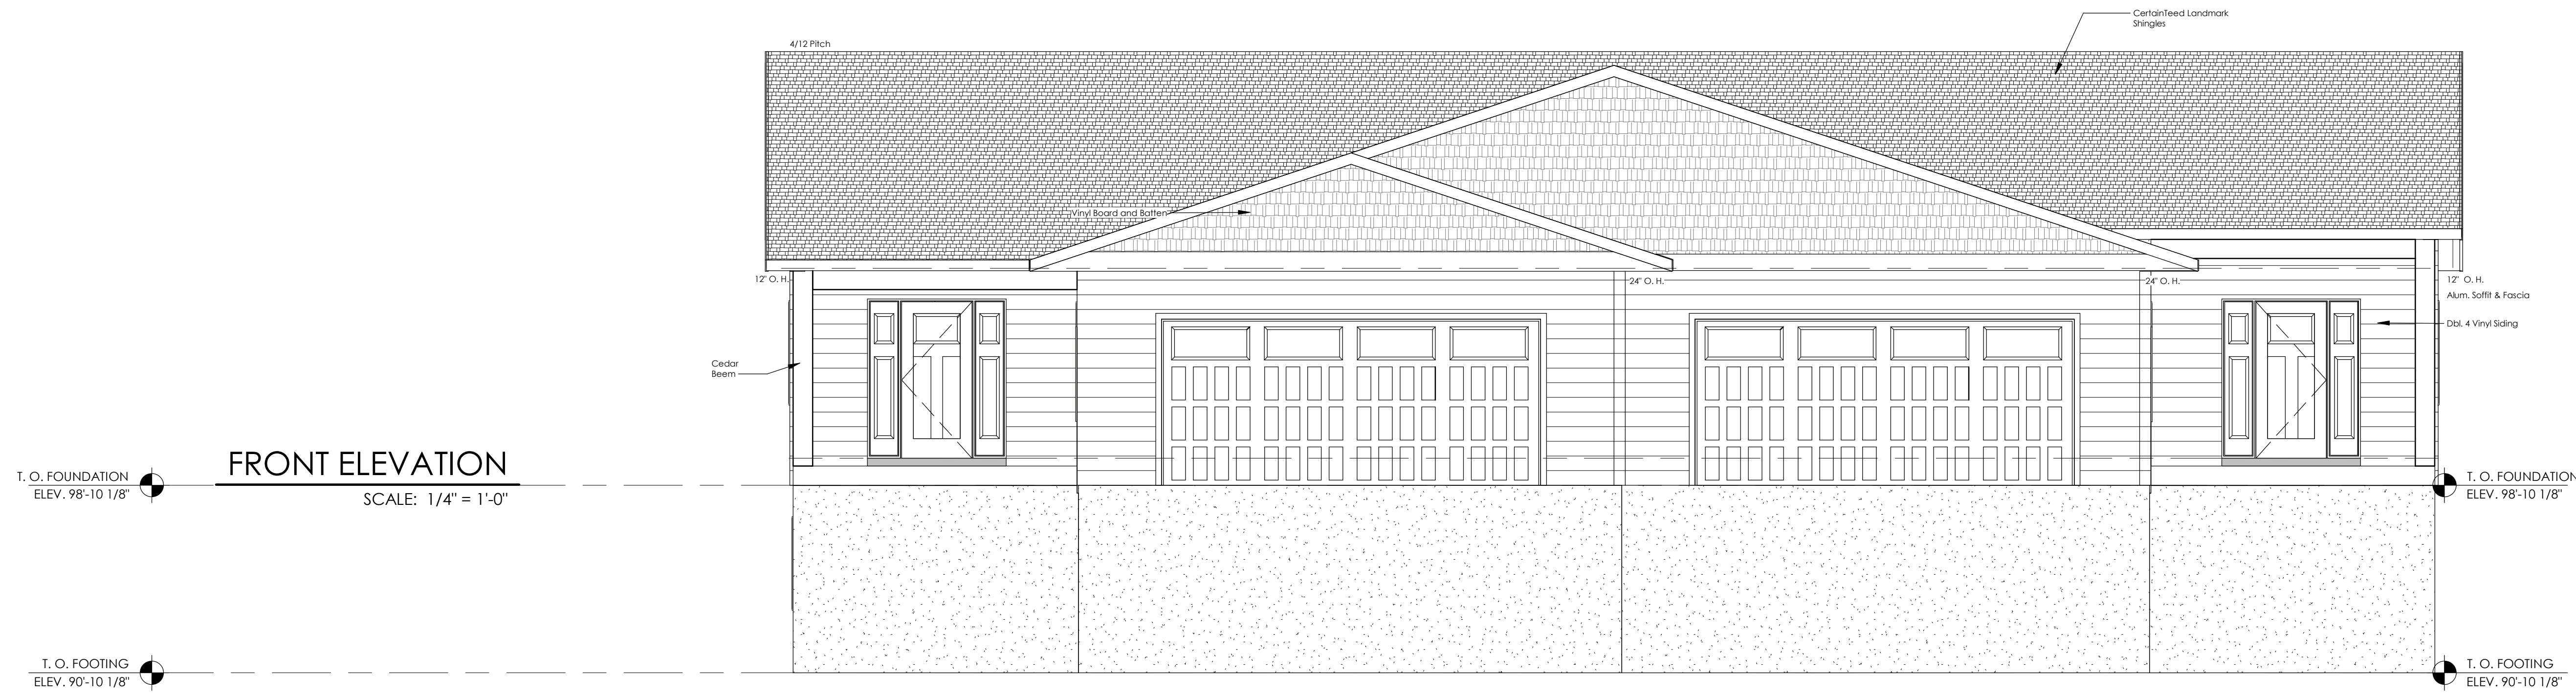 CertainTeed Landmark
Shingles
4/12 Pitch
Vinyl Board and Batten
12" O. H.
24" O. H.
24" O. H.
12" O. H.
Alum. Soffit & Fascia
Dbl. 4 Vinyl Siding
Cedar
Beem
FRONT ELEVATION
SCALE: 1/4" = 1'-0"
T. O. FOUNDATION
ELEV. 98'-10 1/8"
T. O. FOUNDATION
ELEV. 98'-10 1/8"
T. O. FOOTING
ELEV. 90'-10 1/8"
T. O. FOOTING
ELEV. 90'-10 1/8"